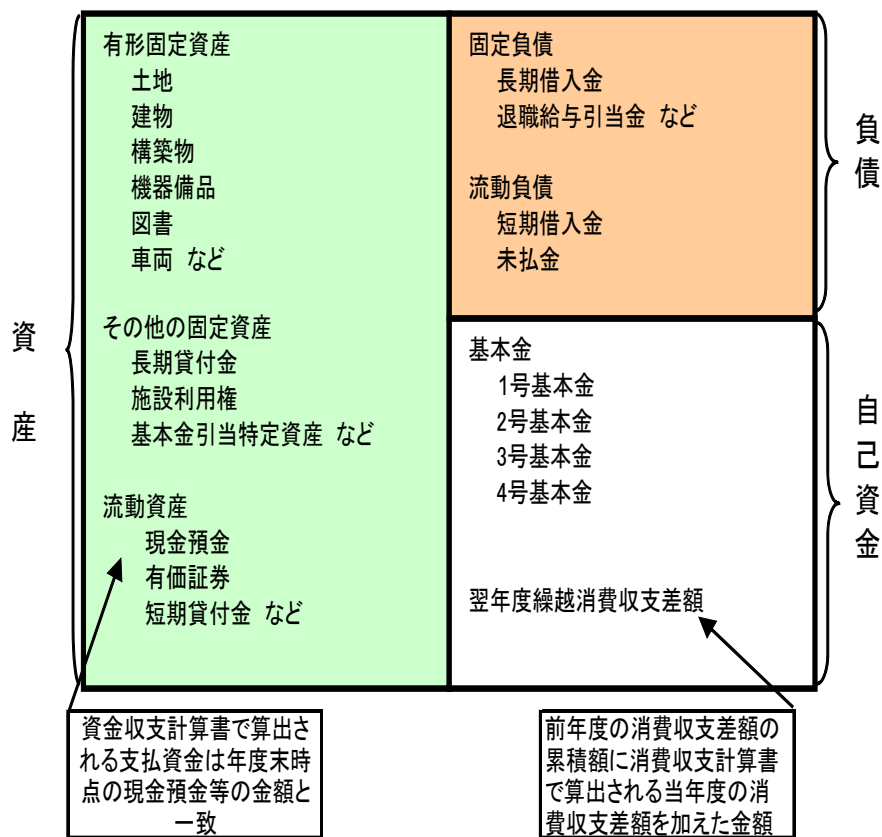 有形固定資産
土地
建物
構築物
機器備品
図書
車両 など
その他の固定資産
長期貸付金
施設利用権
基本金引当特定資産 など
流動資産
現金預金
有価証券
短期貸付金 など
資産
固定負債
長期借入金
退職給与引当金 など
流動負債
短期借入金
未払金
負債
基本金
1号基本金
2号基本金
3号基本金
4号基本金
翌年度繰越消費収支差額
自己資金
資金収支計算書で算出さ
れる支払資金は年度末時
点の現金預金等の金額と
一致
前年度の消費収支差額の
累積額に消費収支計算書
で算出される当年度の消
費収支差額を加えた金額